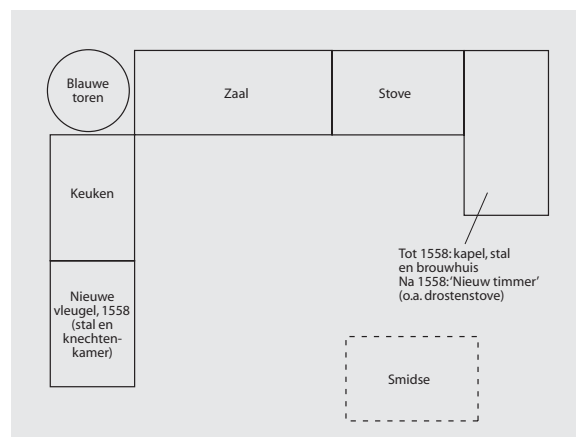 Blauwe
toren
Zaal
Stove
Keuken
Tot 1558: kapel, stal
en brouwhuis
Na 1558: ‘Nieuw timmer’
(o.a. drostenstove)
Nieuwe
vleugel, 1558
(stal en
knechten-
kamer)
Smidse